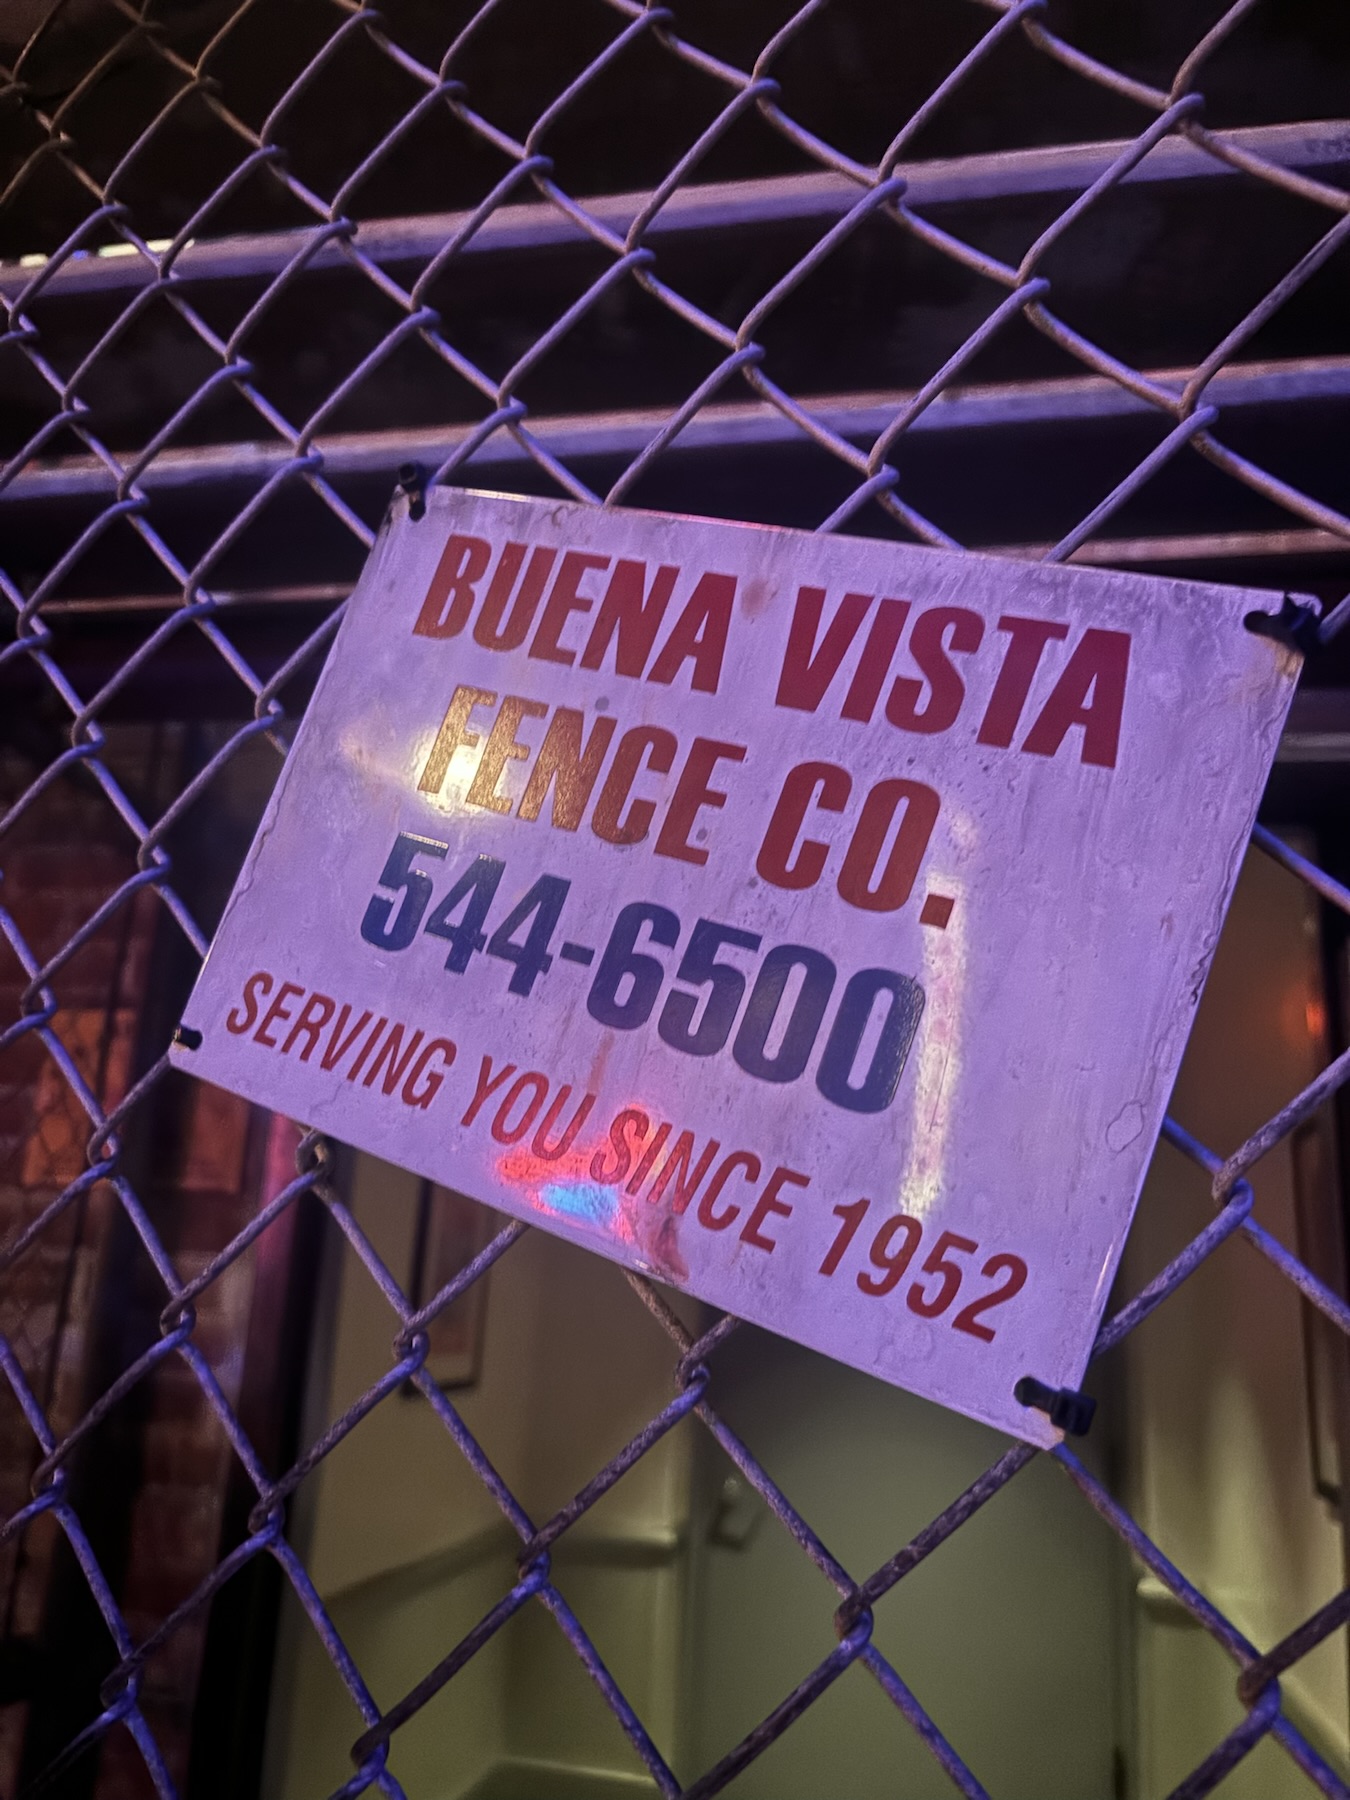 BUENA VISTA
FENCE CO.
544-6500
SERVING YOU SINCE 1952